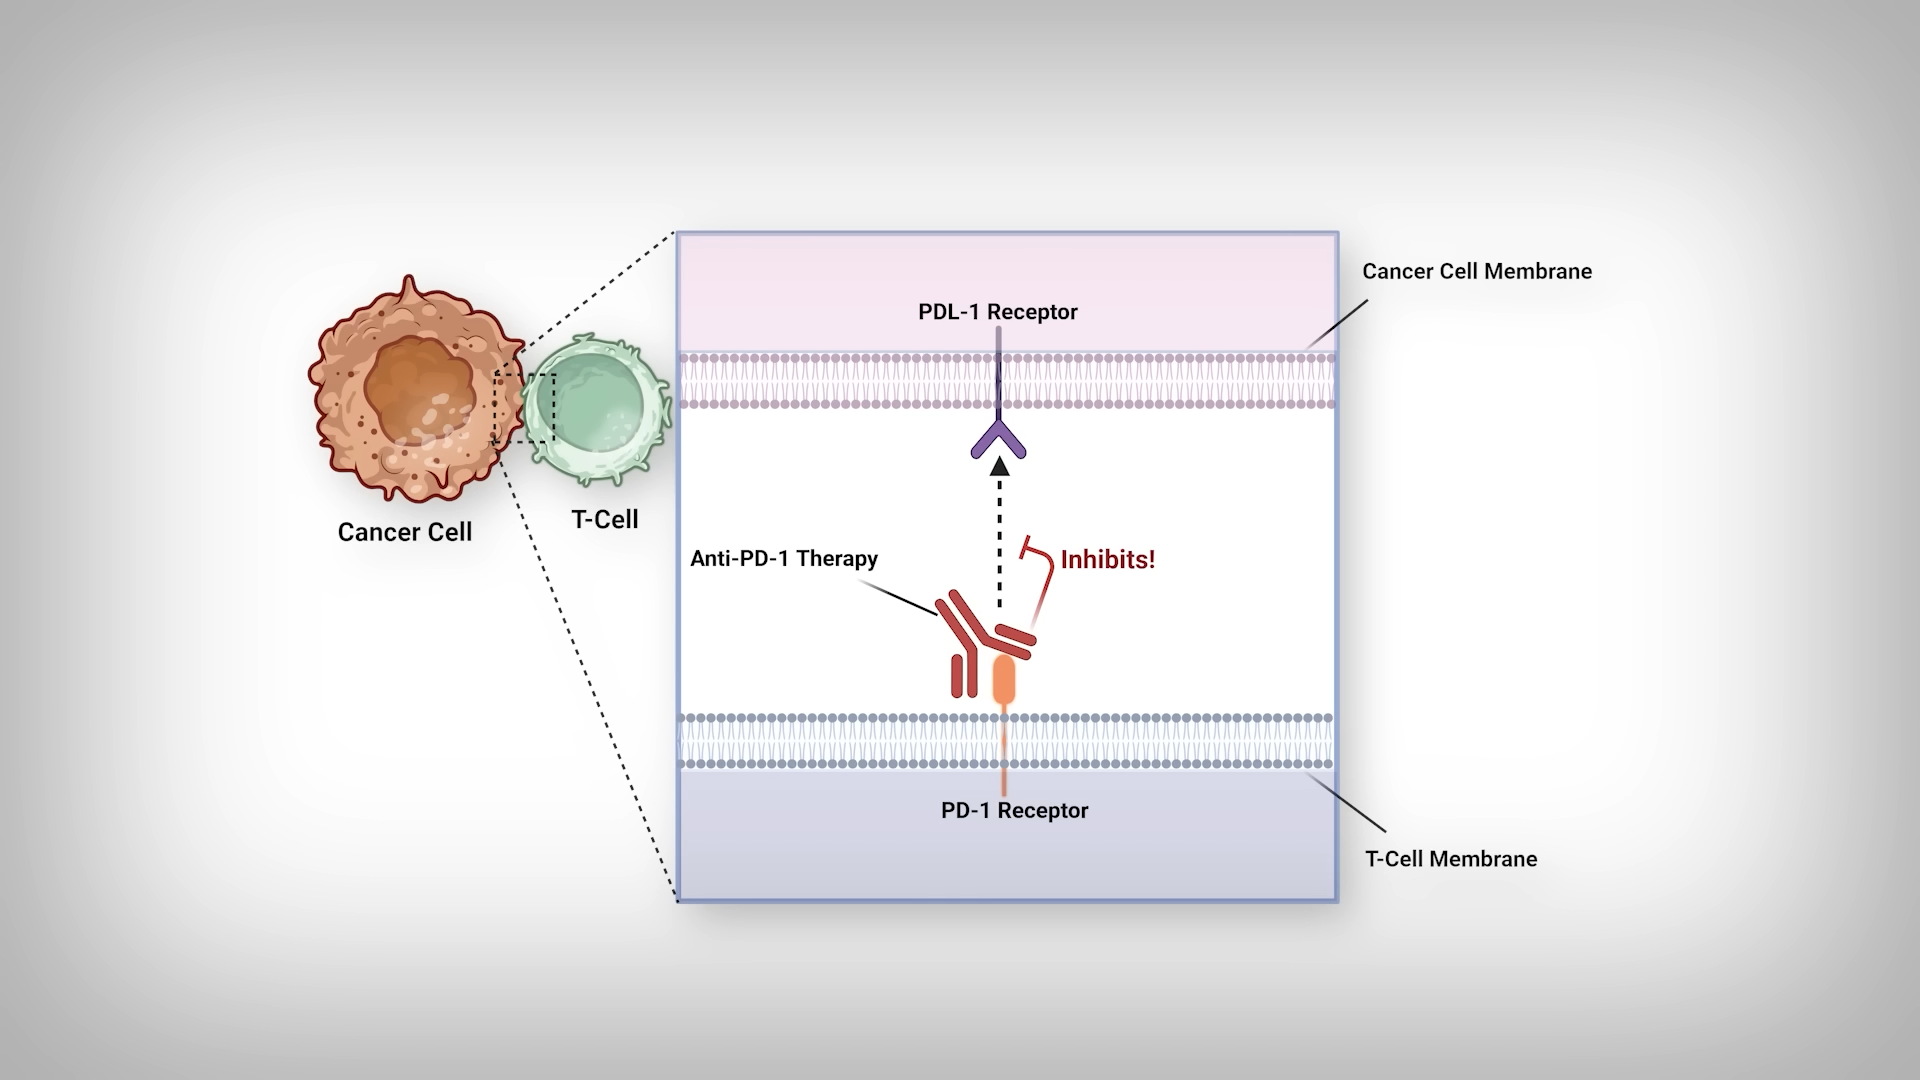 Cancer Cell Membrane
PDL-1 Receptor
Cancer Cell
T-Cell
Anti-PD-1 Therapy
Inhibits!
PD-1 Receptor
T-Cell Membrane